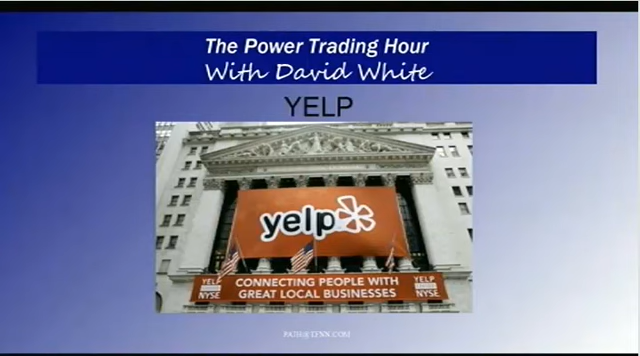 The Power Trading Hour
With David White
YELP
yelp
YELP
NYSE
CONNECTING PEOPLE WITH
GREAT LOCAL BUSINESSES
YELP
NYSE